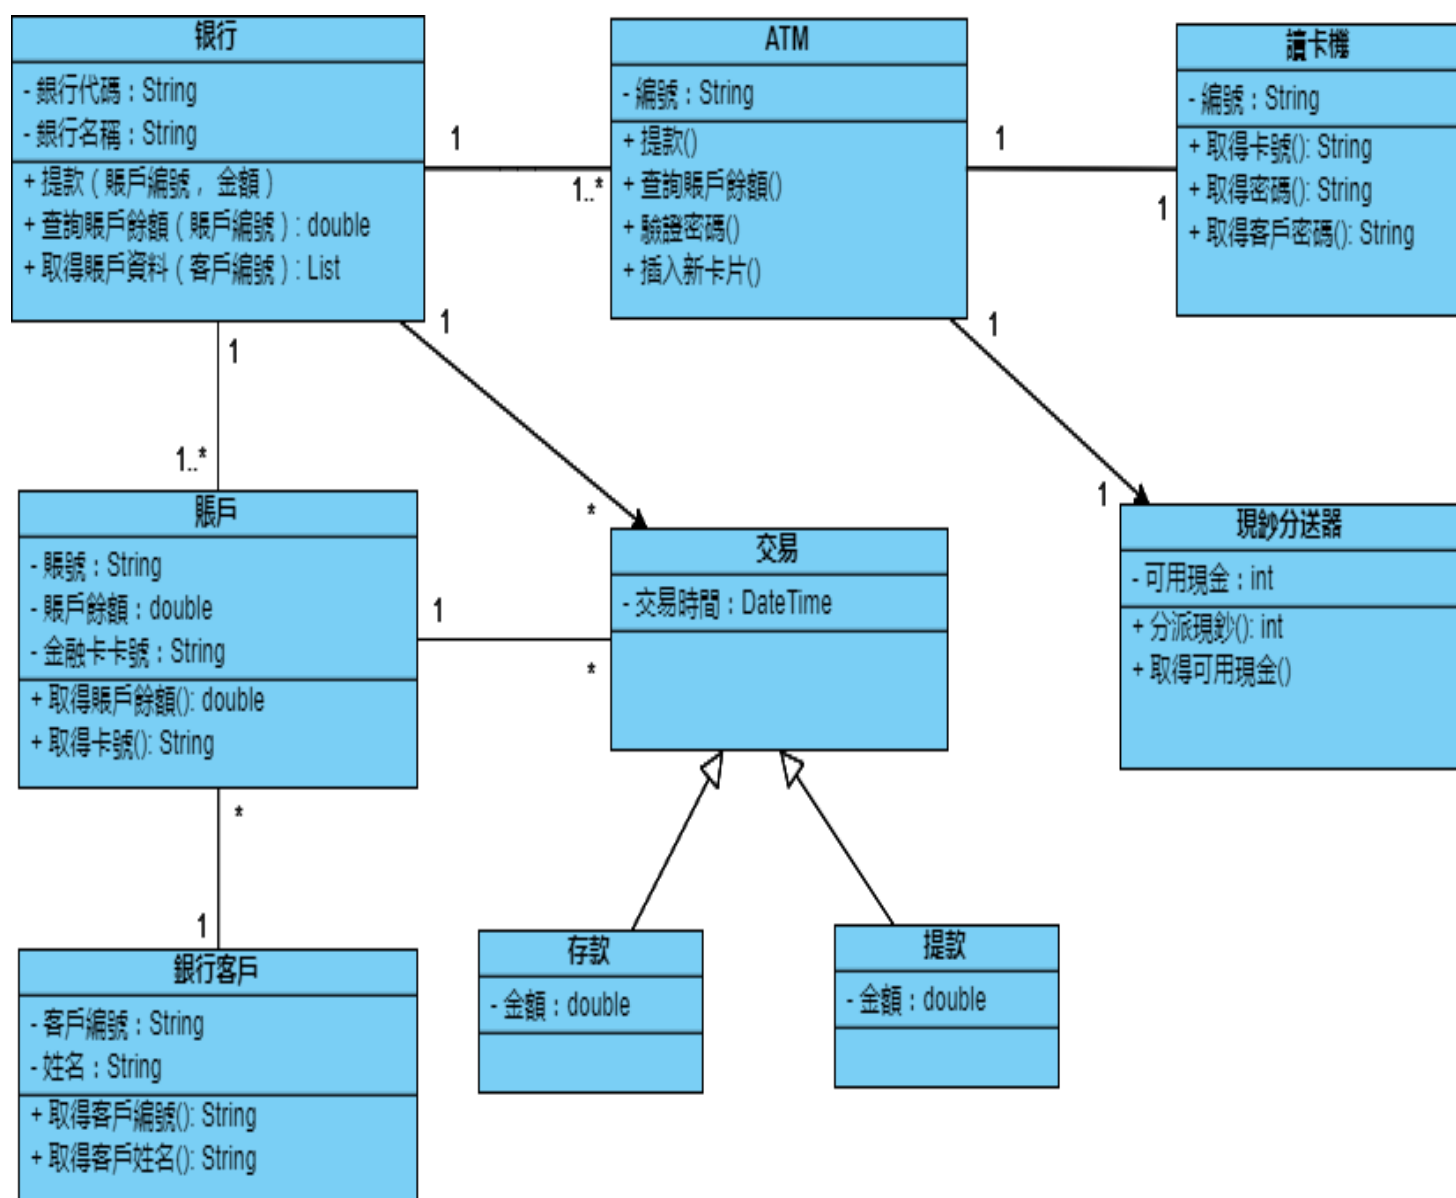 银行
- 銀行代碼：String
- 銀行名稱：String
+ 提款（賬戶編號， 金額）
+ 查詢賬戶餘額（賬戶編號）: double
+ 取得賬戶資料（客戶編號）: List
ATM
- 編號：String
+ 提款()
+ 查詢賬戶餘額()
+ 驗證密碼()
+ 插入新卡片()
讀卡機
- 編號：String
+ 取得卡號(): String
+ 取得密碼(): String
+ 取得客戶密碼(): String
1
1..*
1
1
1
1..*
1
*
1
1
賬戶
- 賬號：String
- 賬戶餘額：double
- 金融卡卡號：String
+ 取得賬戶餘額(): double
+ 取得卡號(): String
1
*
交易
- 交易時間：DateTime
現鈔分送器
- 可用現金：int
+ 分派現鈔(): int
+ 取得可用現金()
*
1
銀行客戶
- 客戶編號：String
- 姓名：String
+ 取得客戶編號(): String
+ 取得客戶姓名(): String
存款
- 金額：double
提款
- 金額：double